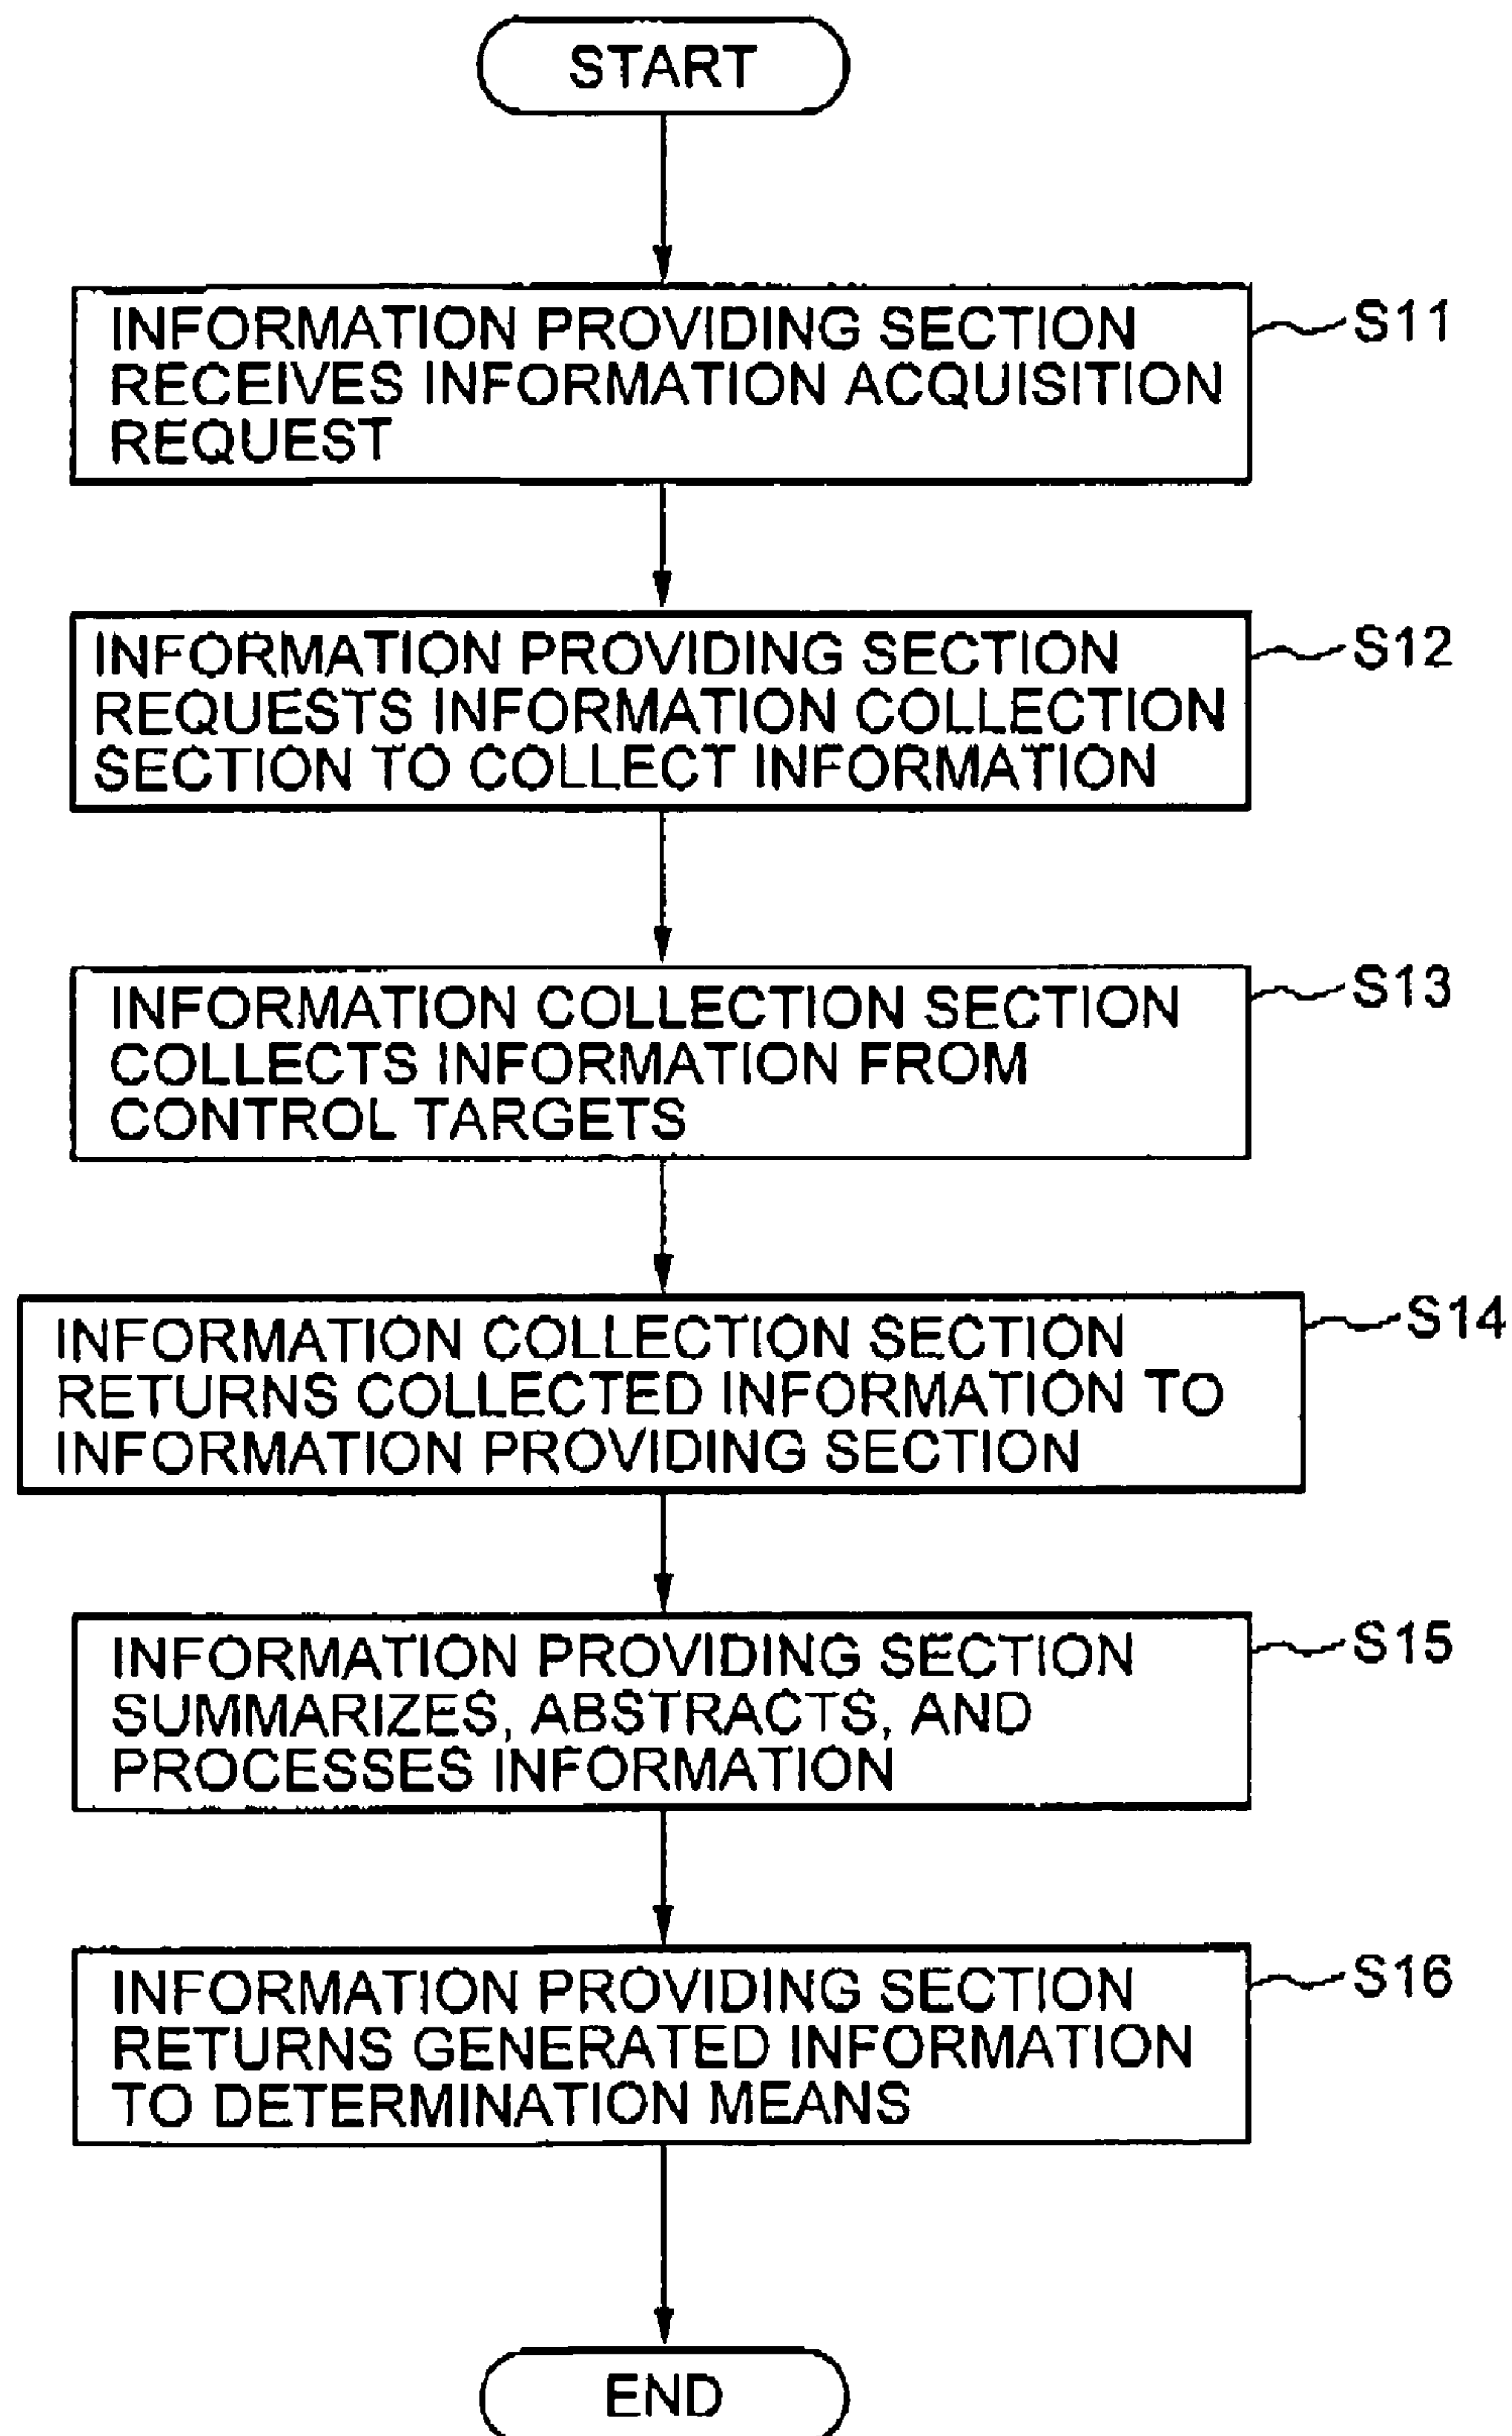 START
INFORMATION PROVIDING SECTION
RECEIVES INFORMATION ACQUISITION
REQUEST
S11
INFORMATION PROVIDING SECTION
REQUESTS INFORMATION COLLECTION
SECTION TO COLLECT INFORMATION
S12
INFORMATION COLLECTION SECTION
COLLECTS INFORMATION FROM
CONTROL TARGETS
S13
INFORMATION COLLECTION SECTION
RETURNS COLLECTED INFORMATION TO
INFORMATION PROVIDING SECTION
S14
INFORMATION PROVIDING SECTION
SUMMARIZES, ABSTRACTS, AND
PROCESSES INFORMATION
S15
INFORMATION PROVIDING SECTION
RETURNS GENERATED INFORMATION
TO DETERMINATION MEANS
S16
END